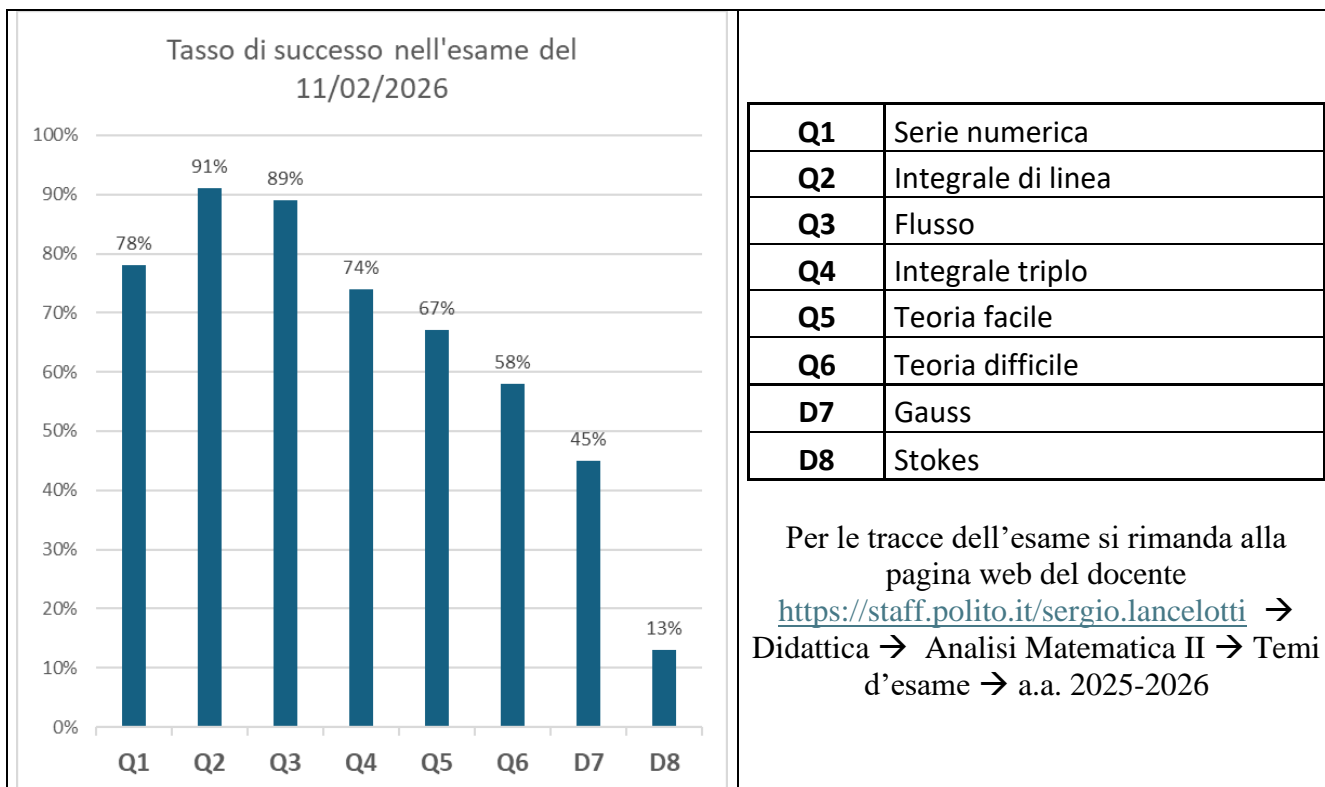 Tasso di successo nell'esame del
11/02/2026
100%
90%
80%
70%
60%
50%
40%
30%
20%
10%
0%
78%
91%
89%
74%
67%
58%
45%
13%
Q1 Q2 Q3 Q4 Q5 Q6 D7 D8
Q1 Serie numerica
Q2 Integrale di linea
Q3 Flusso
Q4 Integrale triplo
Q5 Teoria facile
Q6 Teoria difficile
D7 Gauss
D8 Stokes
Per le tracce dell’esame si rimanda alla
pagina web del docente
https://staff.polito.it/sergio.lancelotti →
Didattica → Analisi Matematica II → Temi
d’esame → a.a. 2025-2026